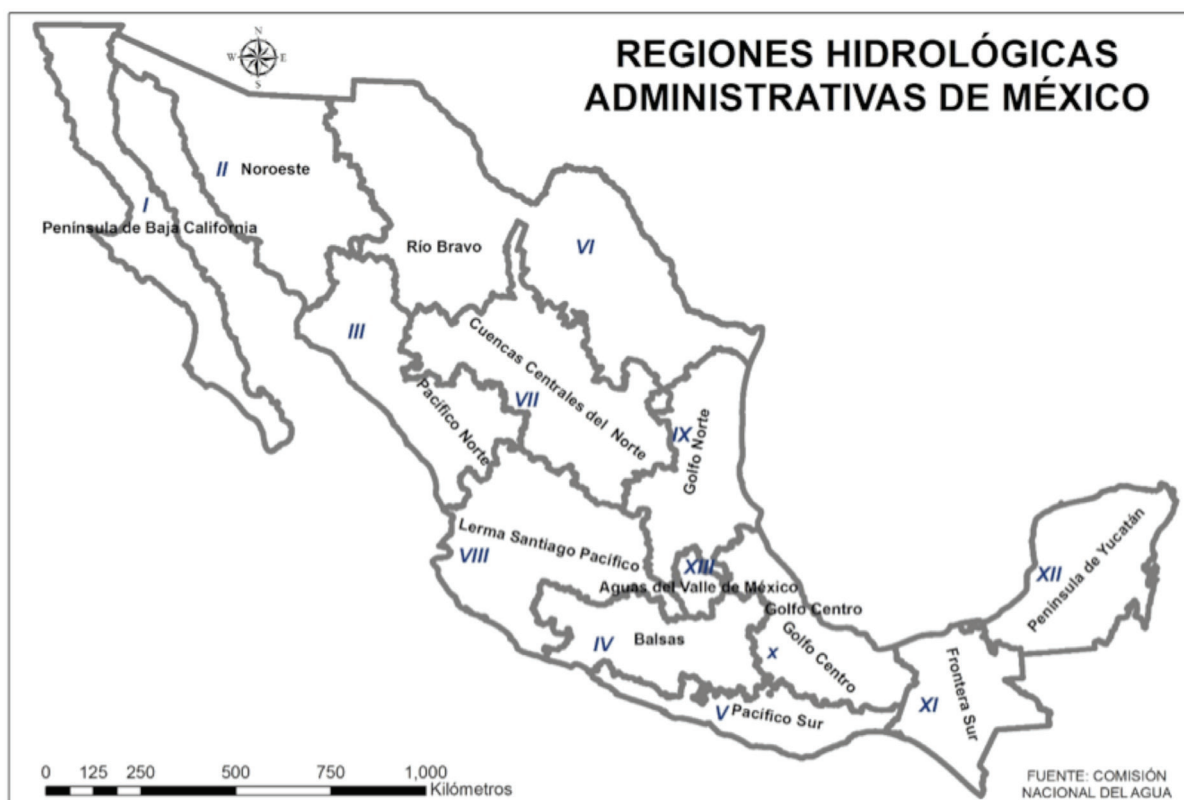 REGIONES HIDROLÓGICAS
ADMINISTRATIVAS DE MÉXICO
N
W E
S
II Noroeste
I
Península de Baja California
Río Bravo
VI
III
Cuencas Centrales del Norte
VII
Pacífico Norte
IX
Golfo Norte
Lerma Santiago Pacífico
VIII
XIII
Aguas del Valle de México
XII
Península de Yucatán
Golfo Centro
Golfo Centro
IV
Balsas
x
Frontera Sur
XI
V
Pacífico Sur
0 125 250 500 750 1,000
Kilómetros
FUENTE: COMISIÓN
NACIONAL DEL AGUA